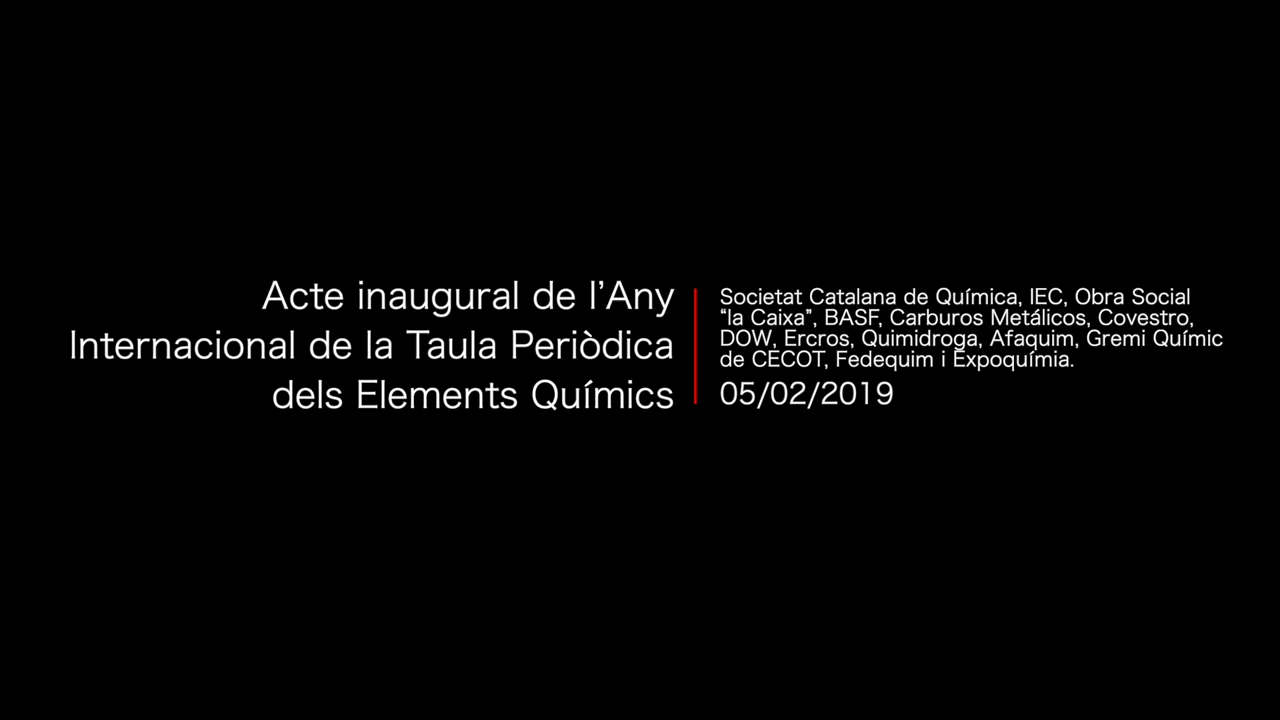 Acte inaugural de l’Any
Internacional de la Taula Periòdica
dels Elements Químics
Societat Catalana de Química, IEC, Obra Social
“la Caixa”, BASF, Carburos Metálicos, Covestro,
DOW, Ercros, Quimidroga, Afaquim, Gremi Químic
de CECOT, Fedequim i Expoquímia.
05/02/2019